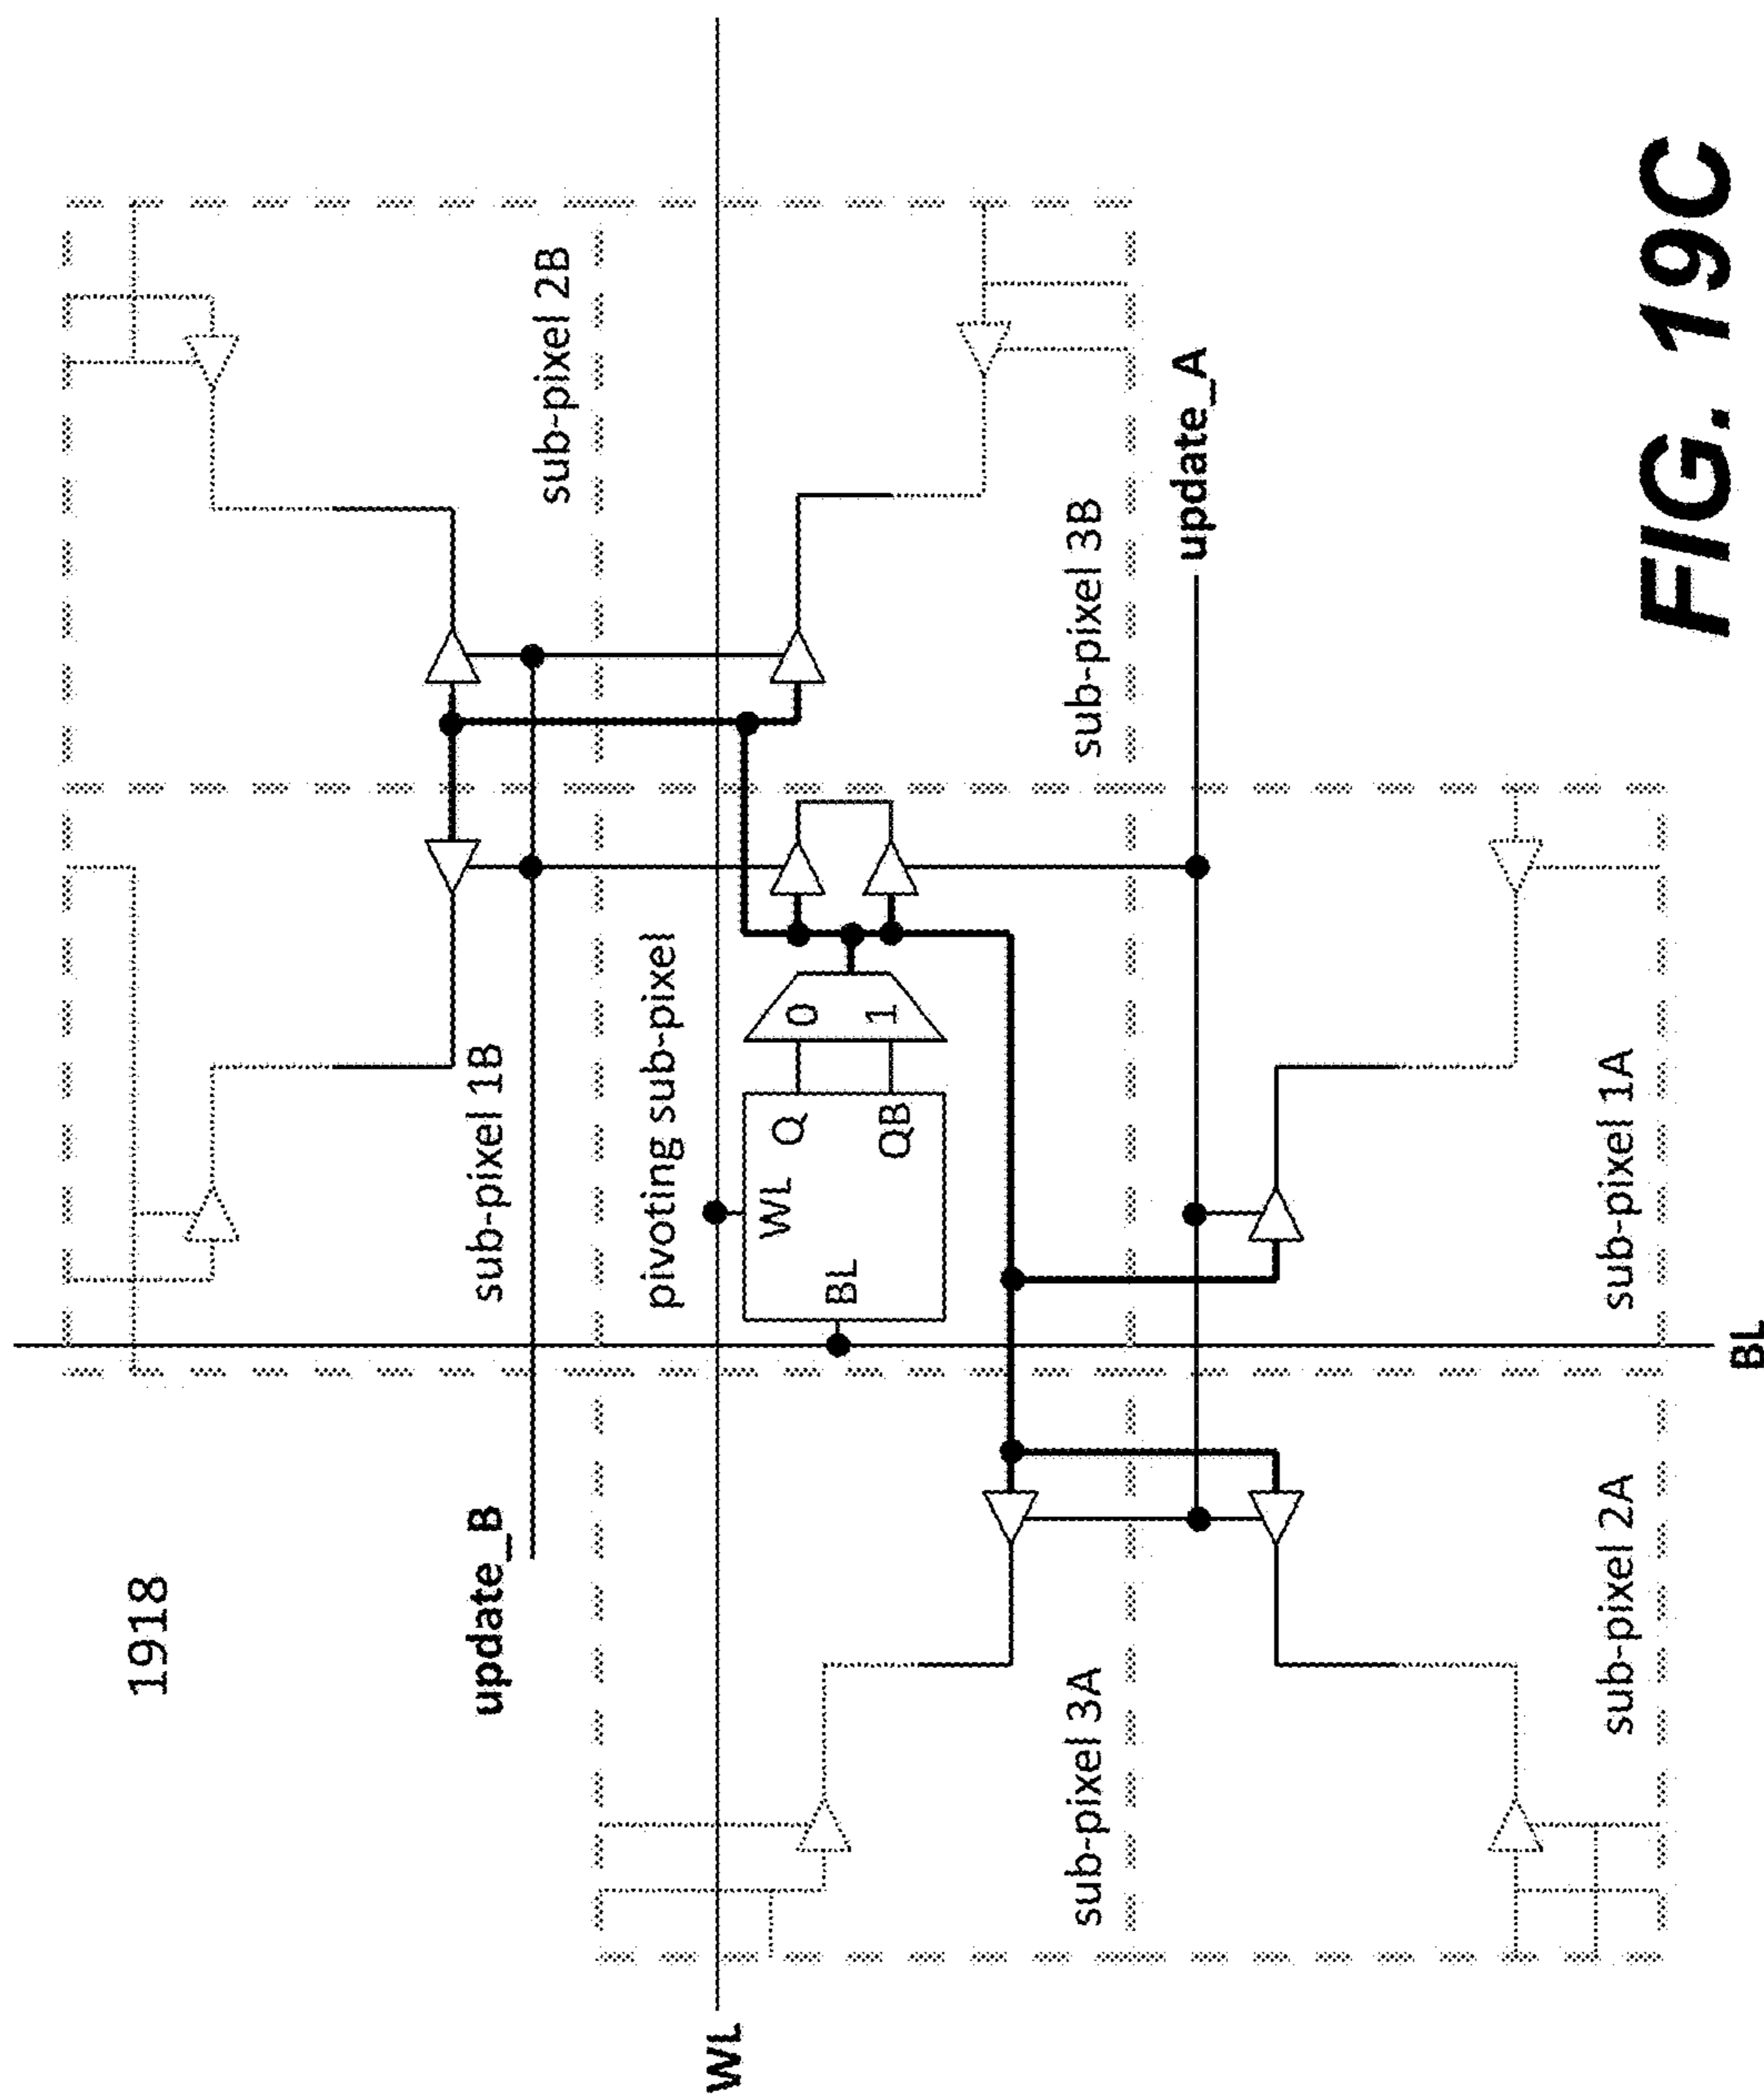 1918
update_B
sub-pixel 1B
sub-pixel 2B
WL
pivoting sub-pixel
WL
BL
Q
QB
0
1
sub-pixel 3A
sub-pixel 3B
update_A
sub-pixel 2A
sub-pixel 1A
BL
FIG. 19C